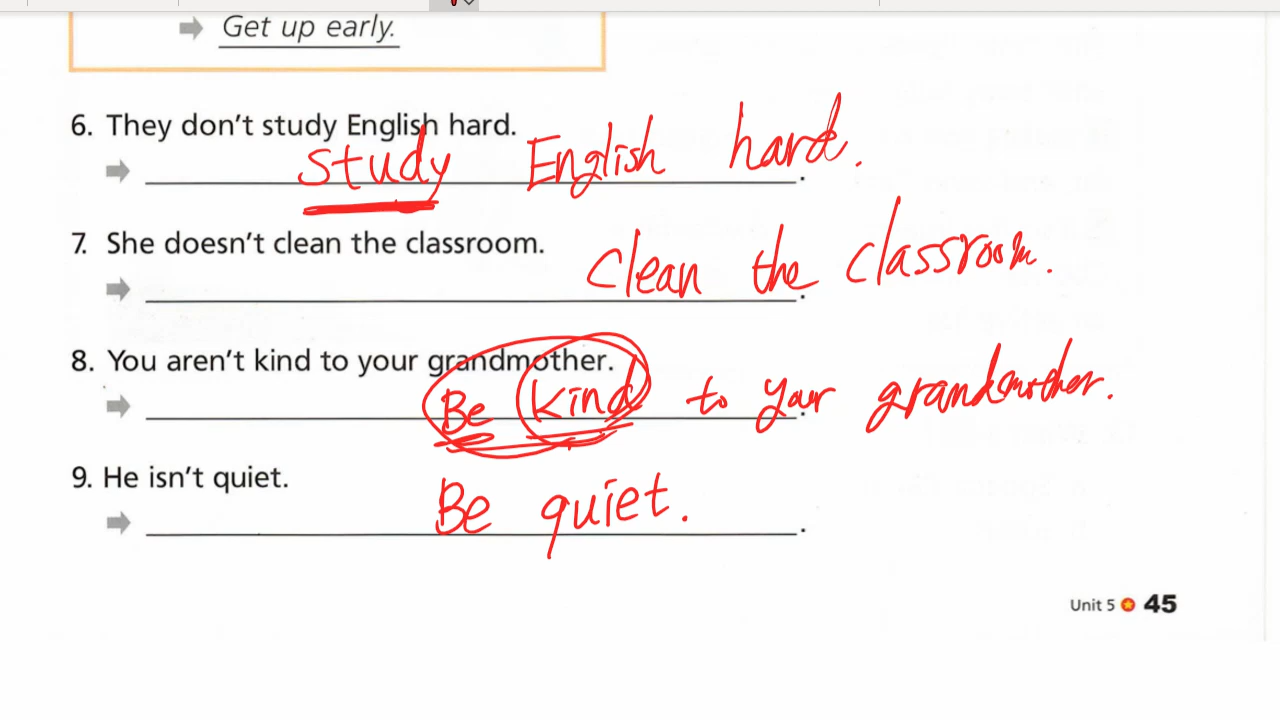 Get up early.
6. They don't study English hard.
study English hard.
7. She doesn't clean the classroom.
Clean the classroom.
8. You aren't kind to your grandmother.
Be kind to your grandmother.
9. He isn't quiet.
Be quiet.
Unit 5 45